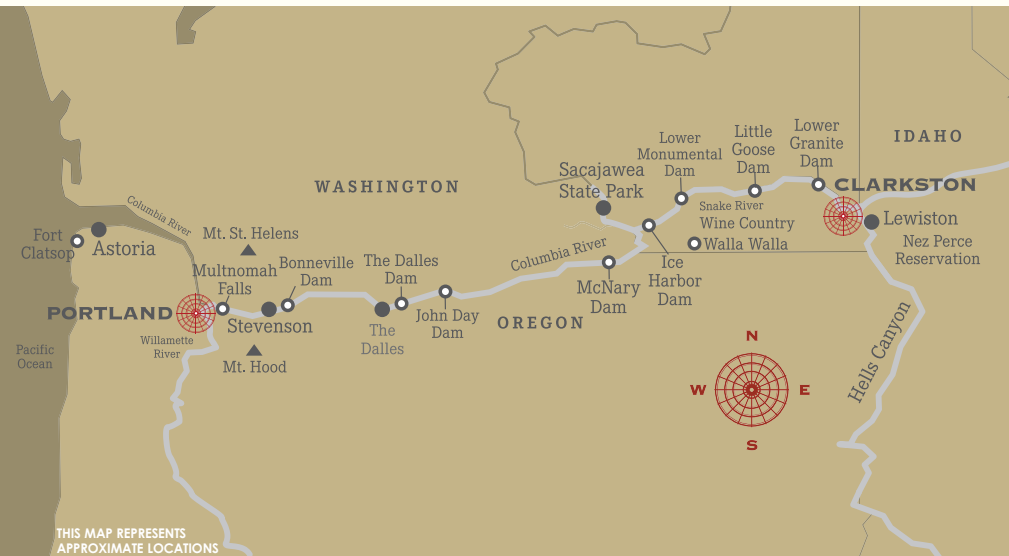 Lower
Granite
Dam
Little
Goose
Dam
Lower
Monumental
Dam
IDAHO
Sacajawea
State Park
WASHINGTON
CLARKSTON
Columbia River
Snake River
Wine Country
Lewiston
Fort
Clatsop
Astoria
Mt. St. Helens
Walla Walla
Nez Perce
Reservation
Columbia River
Multnomah
Falls
Bonneville
Dam
The Dalles
Dam
Ice
Harbor
Dam
McNary
Dam
PORTLAND
Stevenson
John Day
Dam
OREGON
The
Dalles
Willamette
River
Pacific
Ocean
Mt. Hood
Hells Canyon
N
W
E
S
THIS MAP REPRESENTS
APPROXIMATE LOCATIONS